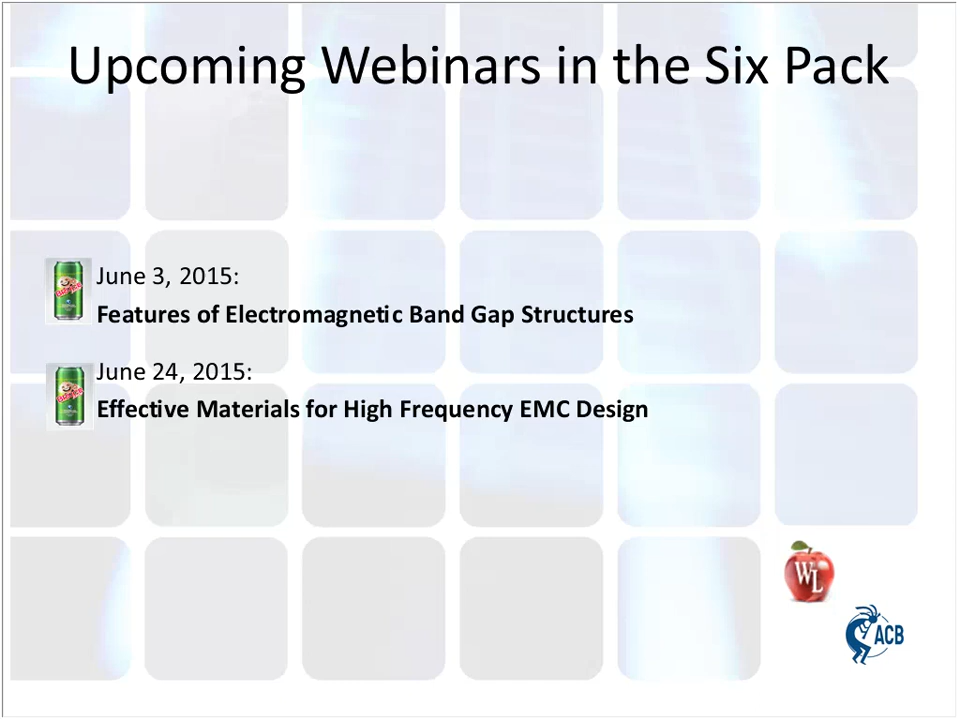 Upcoming Webinars in the Six Pack
June 3, 2015:
Features of Electromagnetic Band Gap Structures
June 24, 2015:
Effective Materials for High Frequency EMC Design
WL
ACB